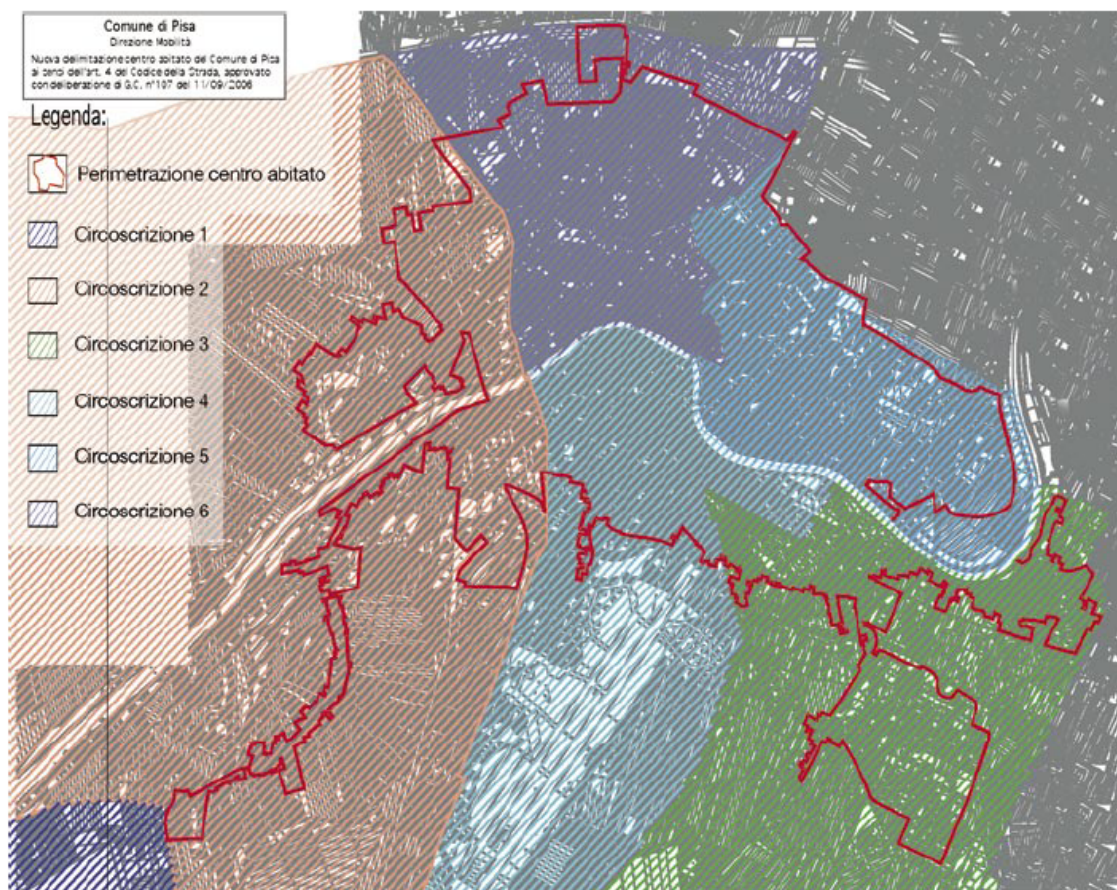 Comune di Pisa
Direzione Mobilità
Nuova delimitazione centro abitato del Comune di Pisa
ai sensi dell'art. 4 del Codice della Strada, approvato
con deliberazione di G.C. n°107 del 11/09/2006
Legenda:
Perimetrazione centro abitato
Circoscrizione 1
Circoscrizione 2
Circoscrizione 3
Circoscrizione 4
Circoscrizione 5
Circoscrizione 6